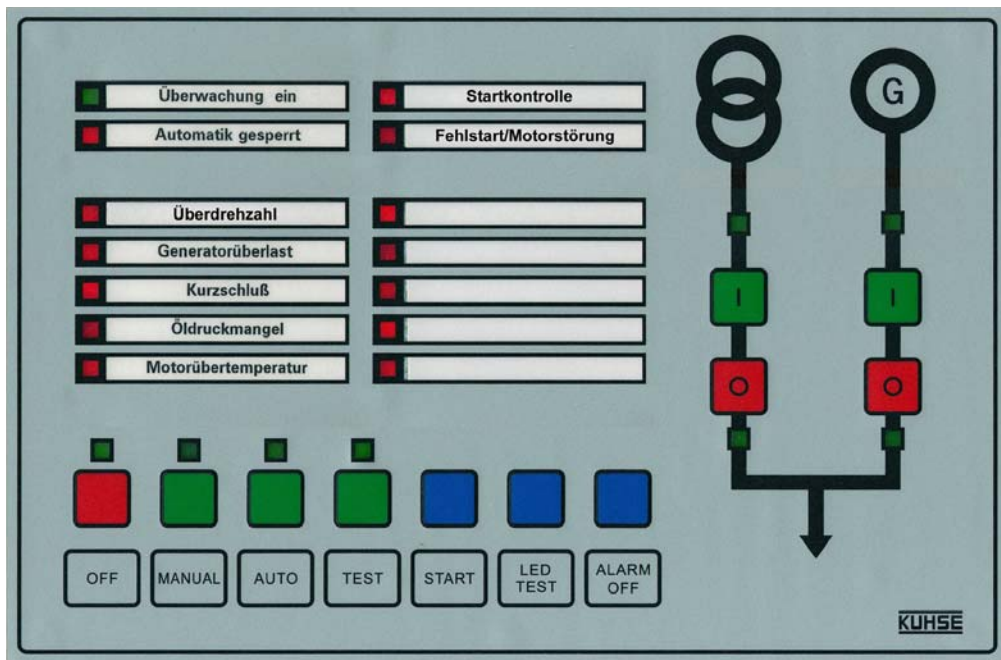 Überwachung ein
Automatik gesperrt
Startkontrolle
Fehlstart/Motorstörung
Überdrehzahl
Generatorüberlast
Kurzschluß
Öldruckmangel
Motorübertemperatur
OFF
MANUAL
AUTO
TEST
START
LED
TEST
ALARM
OFF
G
I
I
O
O
KUHSE